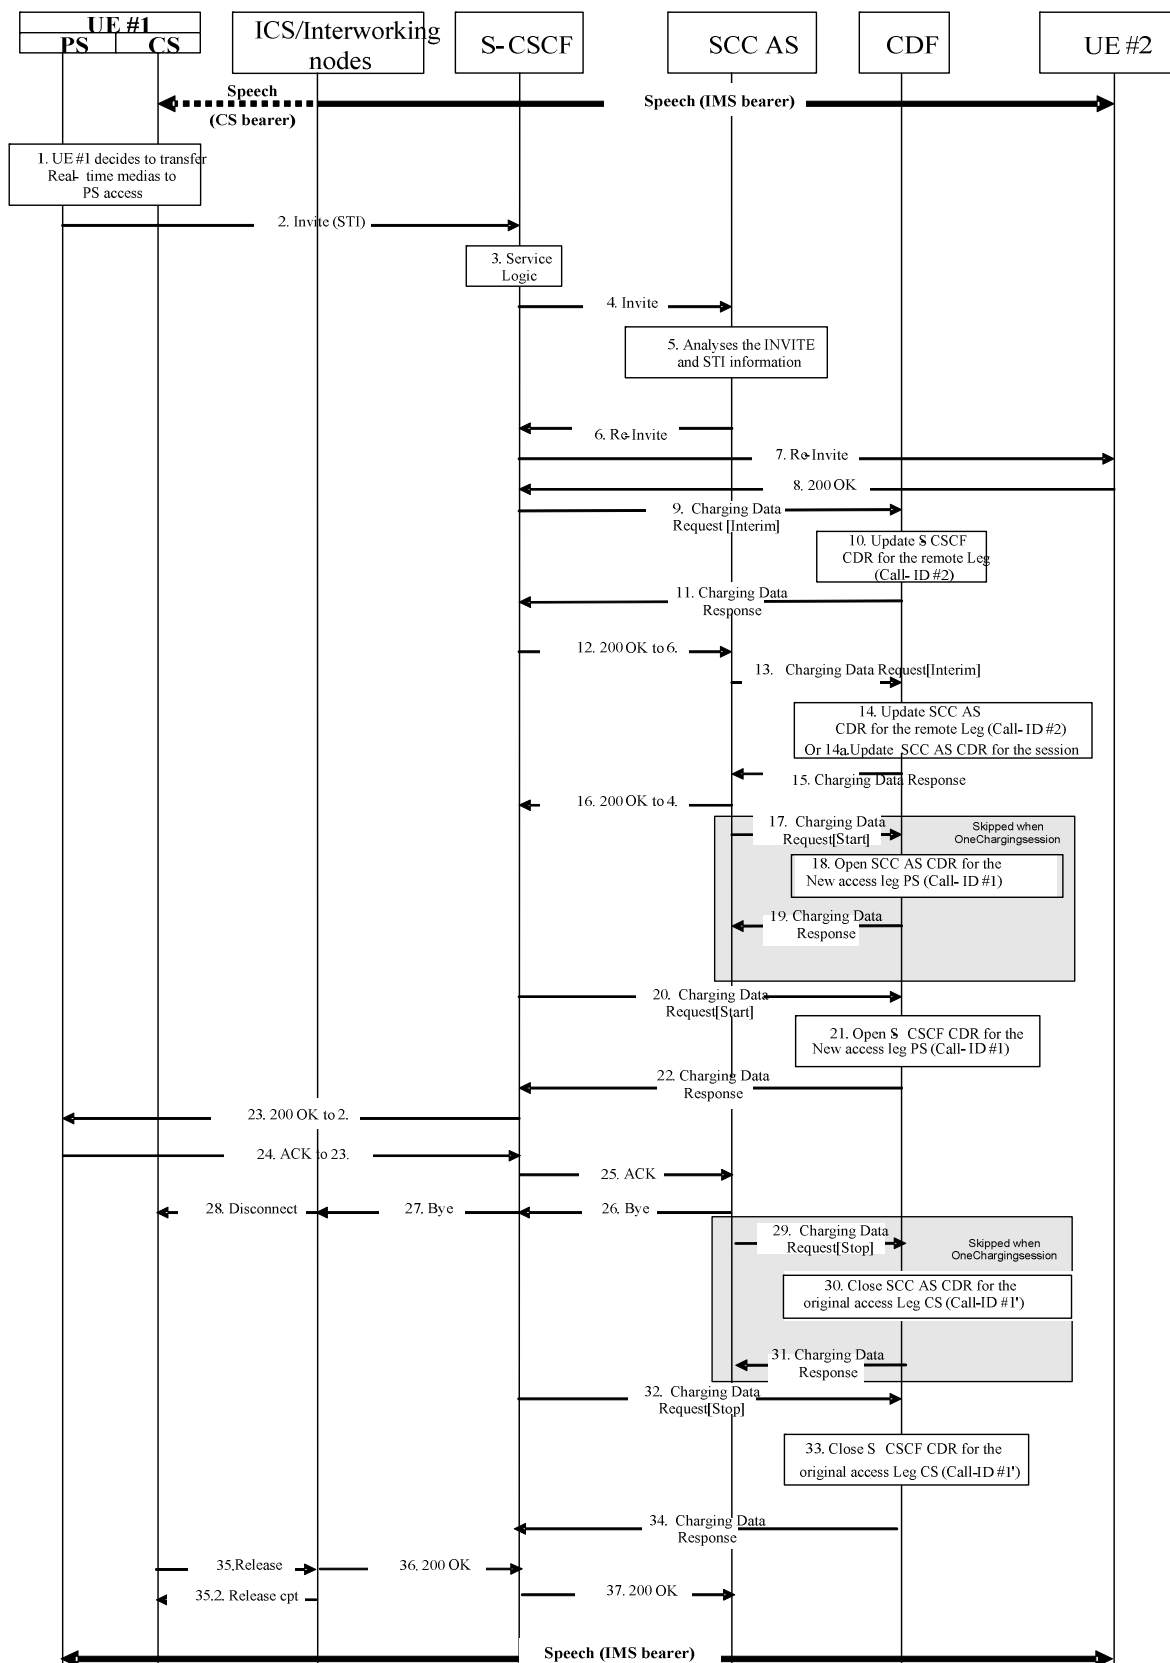 UE #1
PS CS
ICS/Interworking
nodes
S-CSCF
SCC AS
CDF
UE #2
Speech
(CS bearer)
Speech (IMS bearer)
1. UE #1 decides to transfer
Real- time medias to
PS access
2. Invite (STI)
3. Service
Logic
4. Invite
5. Analyses the INVITE
and STI information
6. Re-Invite
7. Re-Invite
8. 200 OK
9. Charging Data
Request [Interim]
10. Update S CSCF
CDR for the remote Leg
(Call- ID #2)
11. Charging Data
Response
12. 200 OK to 6.
13. Charging Data Request[Interim]
14. Update SCC AS
CDR for the remote Leg (Call- ID #2)
Or 14a.Update SCC AS CDR for the session
15. Charging Data Response
16. 200 OK to 4.
17. Charging Data
Request[Start]
Skipped when
OneChargingsession
18. Open SCC AS CDR for the
New access leg PS (Call- ID #1)
19. Charging Data
Response
20. Charging Data
Request[Start]
21. Open S CSCF CDR for the
New access leg PS (Call- ID #1)
22. Charging Data
Response
23. 200 OK to 2.
24. ACK to 23.
25. ACK
28. Disconnect
27. Bye
26. Bye
29. Charging Data
Request[Stop]
Skipped when
OneChargingsession
30. Close SCC AS CDR for the
original access Leg CS (Call-ID #1')
31. Charging Data
Response
32. Charging Data
Request[Stop]
33. Close S CSCF CDR for the
original access Leg CS (Call-ID #1')
34. Charging Data
Response
35.Release
36. 200 OK
35.2. Release cpt
37. 200 OK
Speech (IMS bearer)